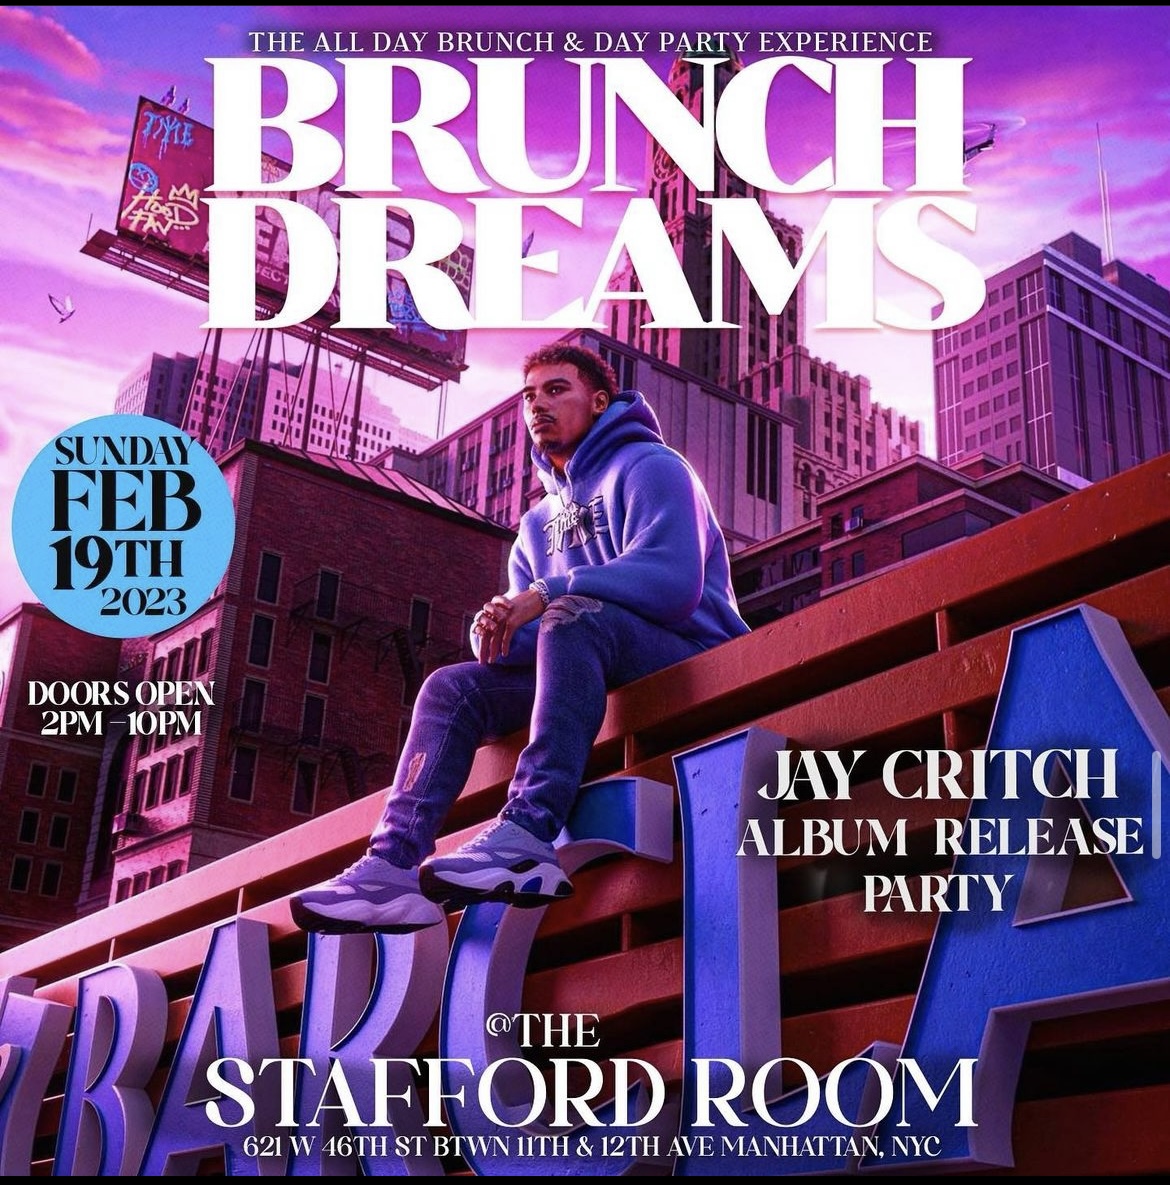 THE ALL DAY BRUNCH & DAY PARTY EXPERIENCE
BRUNCH
DREAMS
SUNDAY
FEB
19TH
2023
DOORS OPEN
2PM - 10PM
JAY CRITCH
ALBUM RELEASE
PARTY
@THE
STAFFORD ROOM
621 W 46TH ST BTWN 11TH & 12TH AVE MANHATTAN, NYC